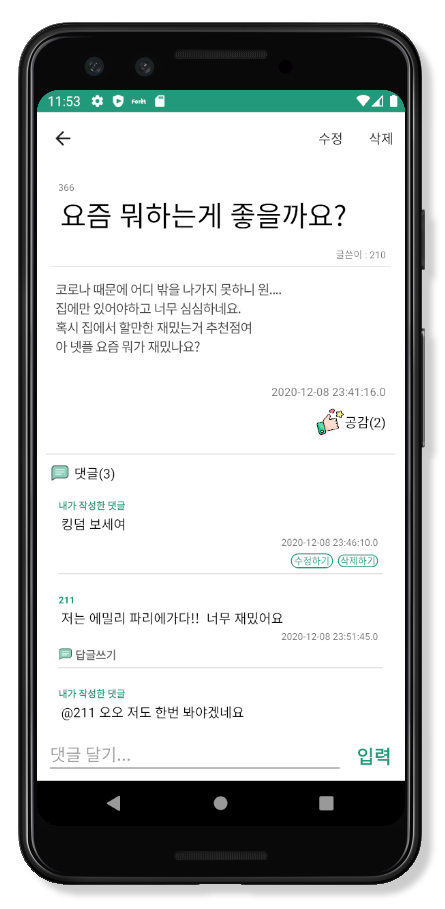 11:53
수정 삭제
366
요즘 뭐하는게 좋을까요?
글쓴이 : 210
코로나 때문에 어디 밖을 나가지 못하니 원....
집에만 있어야하고 너무 심심하네요.
혹시 집에서 할만한 재밌는거 추천점여
아 넷플 요즘 뭐가 재밌나요?
2020-12-08 23:41:16.0
공감(2)
댓글(3)
내가 작성한 댓글
킹덤 보세여
2020-12-08 23:46:10.0
수정하기 삭제하기
211
저는 에밀리 파리에가다!! 너무 재밌어요
2020-12-08 23:51:45.0
답글쓰기
내가 작성한 댓글
@211 오오 저도 한번 봐야겠네요
댓글 달기... 입력